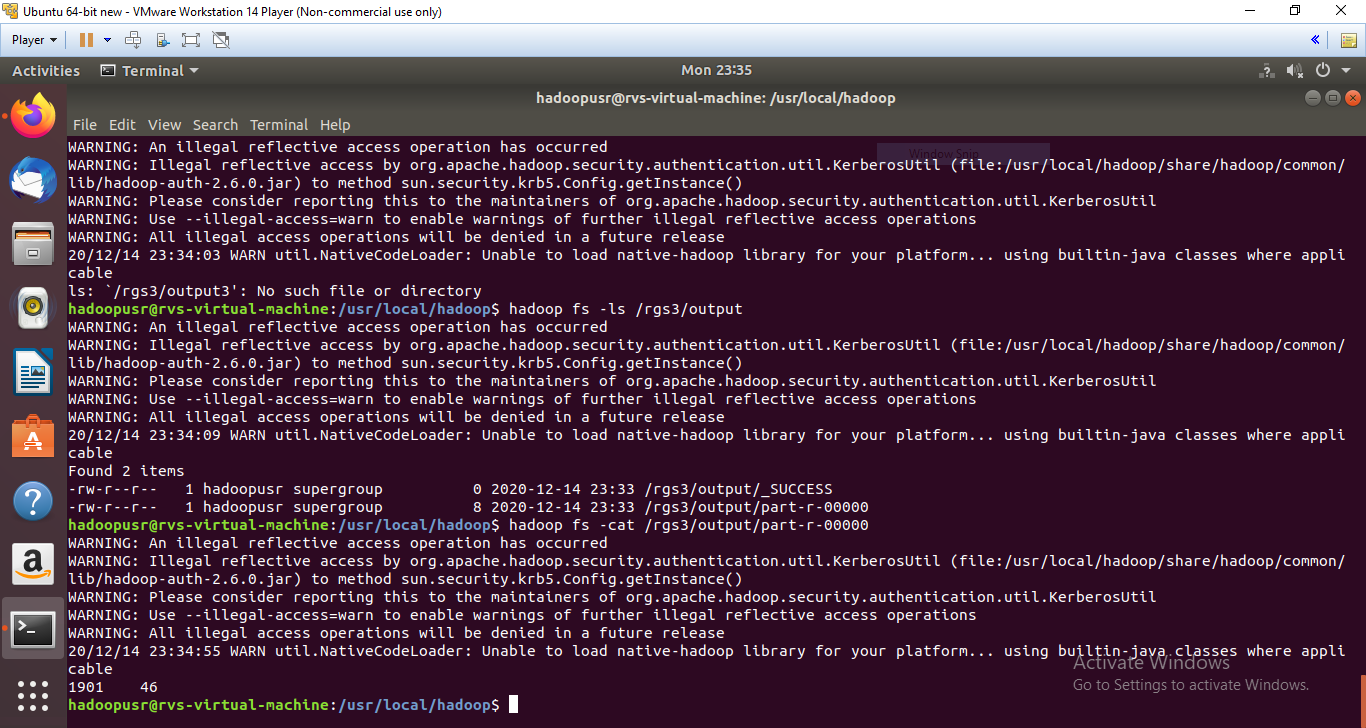 Ubuntu 64-bit new - VMware Workstation 14 Player (Non-commercial use only)
Player
Activities Terminal Mon 23:35
hadoopusr@rvs-virtual-machine: /usr/local/hadoop
File Edit View Search Terminal Help
WARNING: An illegal reflective access operation has occurred
Window Snip
WARNING: Illegal reflective access by org.apache.hadoop.security.authentication.util.KerberosUtil (file:/usr/local/hadoop/share/hadoop/common/
lib/hadoop-auth-2.6.0.jar) to method sun.security.krb5.Config.getInstance()
WARNING: Please consider reporting this to the maintainers of org.apache.hadoop.security.authentication.util.KerberosUtil
WARNING: Use --illegal-access=warn to enable warnings of further illegal reflective access operations
WARNING: All illegal access operations will be denied in a future release
20/12/14 23:34:03 WARN util.NativeCodeLoader: Unable to load native-hadoop library for your platform... using builtin-java classes where appli
cable
ls: `/rgs3/output3': No such file or directory
hadoopusr@rvs-virtual-machine:/usr/local/hadoop$ hadoop fs -ls /rgs3/output
WARNING: An illegal reflective access operation has occurred
WARNING: Illegal reflective access by org.apache.hadoop.security.authentication.util.KerberosUtil (file:/usr/local/hadoop/share/hadoop/common/
lib/hadoop-auth-2.6.0.jar) to method sun.security.krb5.Config.getInstance()
WARNING: Please consider reporting this to the maintainers of org.apache.hadoop.security.authentication.util.KerberosUtil
WARNING: Use --illegal-access=warn to enable warnings of further illegal reflective access operations
WARNING: All illegal access operations will be denied in a future release
20/12/14 23:34:09 WARN util.NativeCodeLoader: Unable to load native-hadoop library for your platform... using builtin-java classes where appli
cable
Found 2 items
-rw-r--r--   1 hadoopusr supergroup          0 2020-12-14 23:33 /rgs3/output/_SUCCESS
-rw-r--r--   1 hadoopusr supergroup          8 2020-12-14 23:33 /rgs3/output/part-r-00000
hadoopusr@rvs-virtual-machine:/usr/local/hadoop$ hadoop fs -cat /rgs3/output/part-r-00000
WARNING: An illegal reflective access operation has occurred
WARNING: Illegal reflective access by org.apache.hadoop.security.authentication.util.KerberosUtil (file:/usr/local/hadoop/share/hadoop/common/
lib/hadoop-auth-2.6.0.jar) to method sun.security.krb5.Config.getInstance()
WARNING: Please consider reporting this to the maintainers of org.apache.hadoop.security.authentication.util.KerberosUtil
WARNING: Use --illegal-access=warn to enable warnings of further illegal reflective access operations
WARNING: All illegal access operations will be denied in a future release
20/12/14 23:34:55 WARN util.NativeCodeLoader: Unable to load native-hadoop library for your platform... using builtin-java classes where appli
cable
Activate Windows
1901    46
Go to Settings to activate Windows.
hadoopusr@rvs-virtual-machine:/usr/local/hadoop$